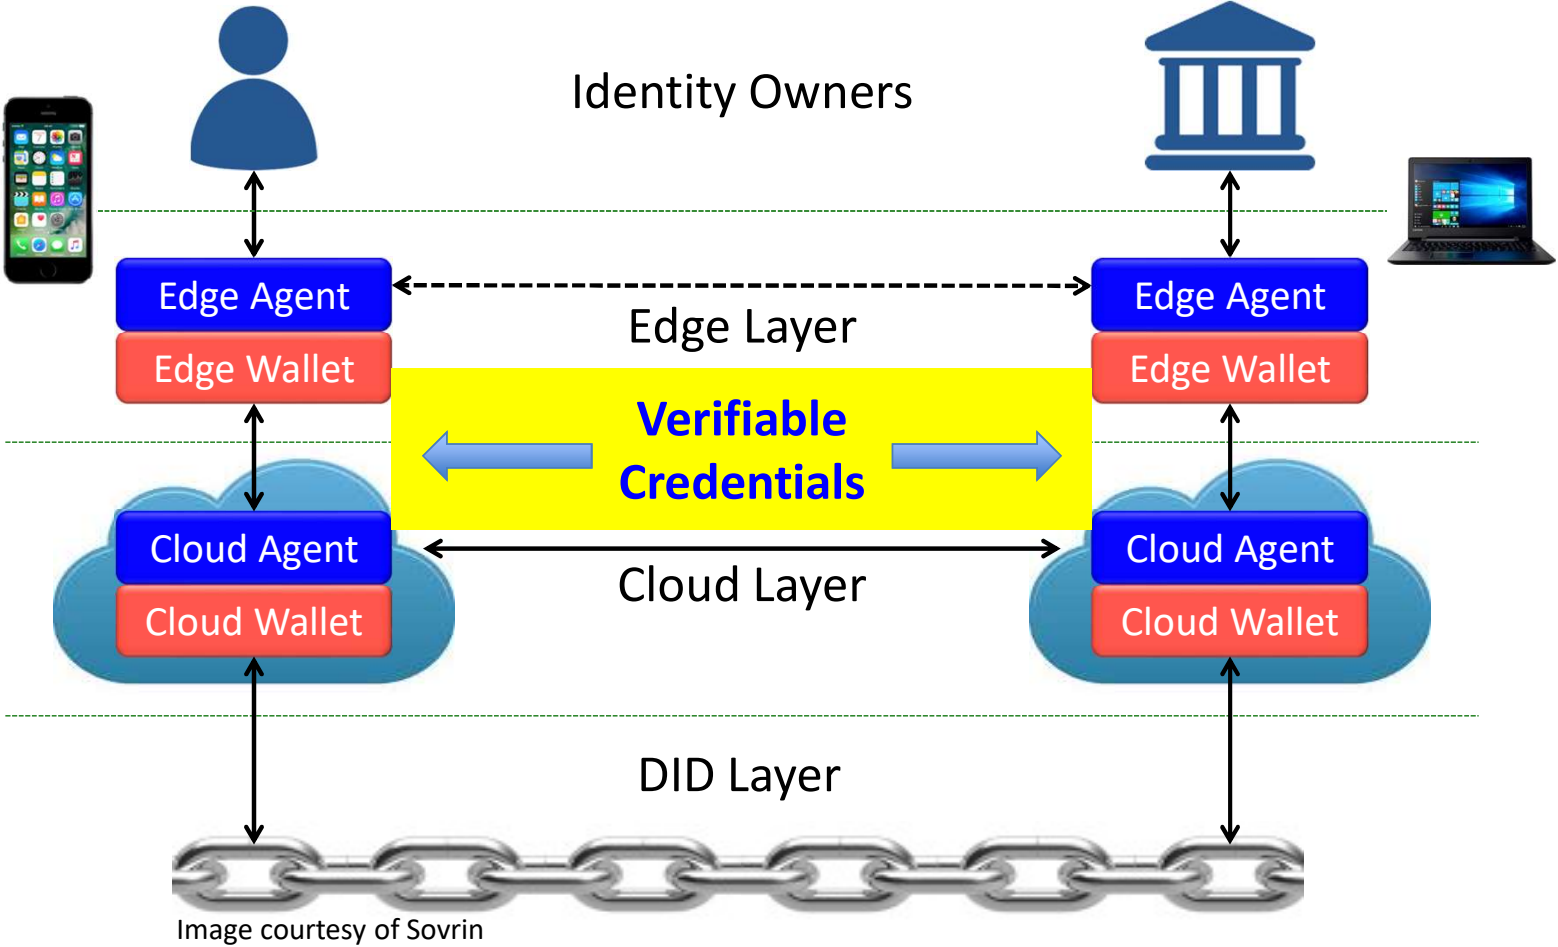 Identity Owners
Edge Agent
Edge Agent
Edge Layer
Edge Wallet
Edge Wallet
Verifiable
Credentials
Cloud Agent
Cloud Agent
Cloud Layer
Cloud Wallet
Cloud Wallet
DID Layer
Image courtesy of Sovrin